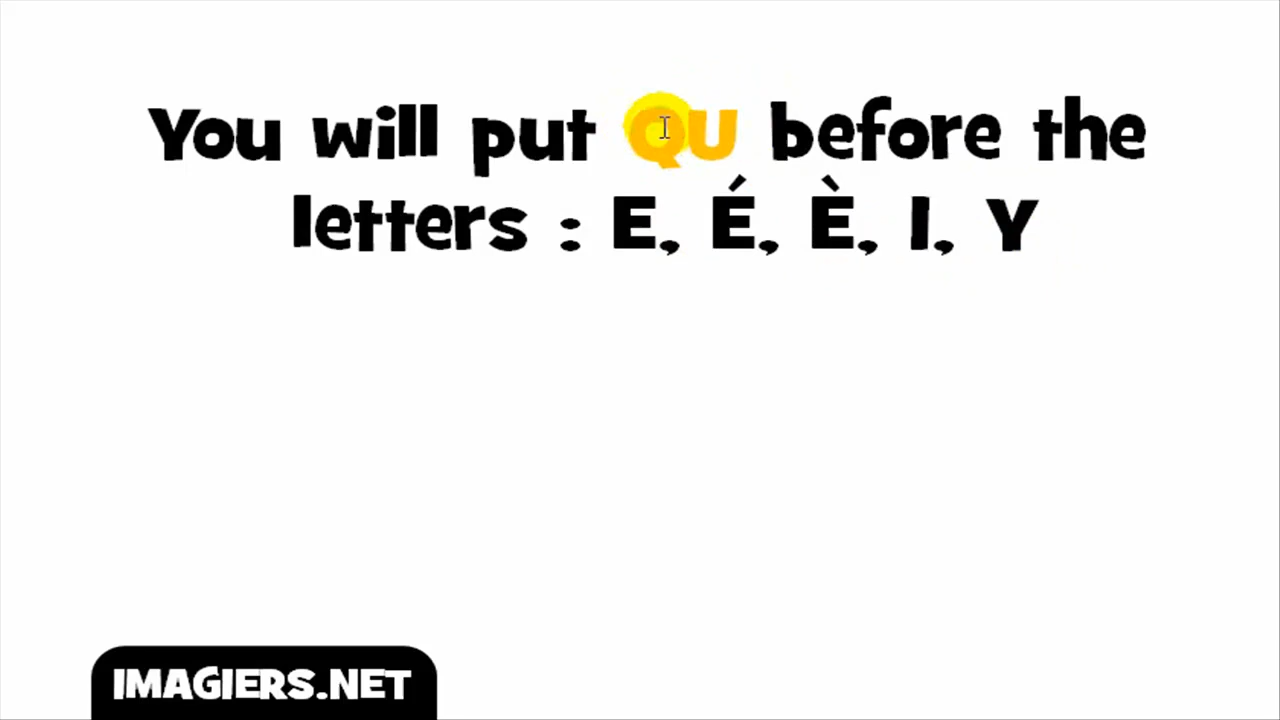 You will put QU before the
letters : E, É, È, I, Y
IMAGIERS.NET